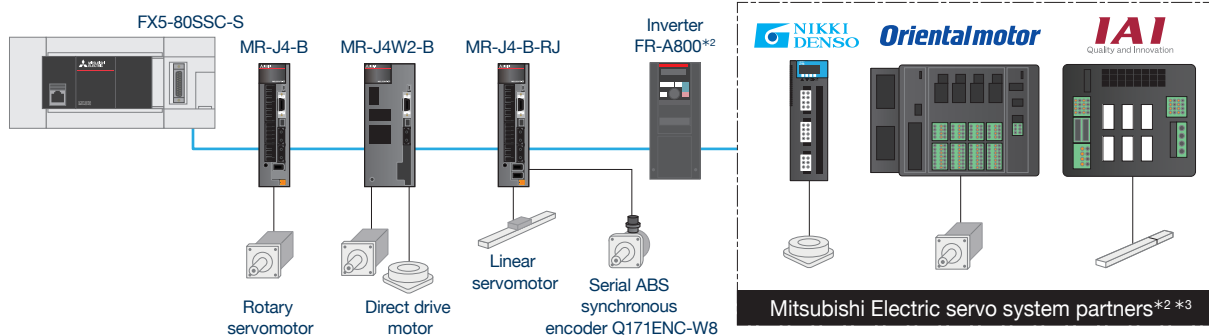 FX5-80SSC-S
MR-J4-B
MR-J4W2-B
MR-J4-B-RJ
Inverter
FR-A800*2
NIKKI
DENSO
Orientalmotor
IAI
Quality and Innovation
Rotary
servomotor
Direct drive
motor
Linear
servomotor
Serial ABS
synchronous
encoder Q171ENC-W8
Mitsubishi Electric servo system partners*2 *3